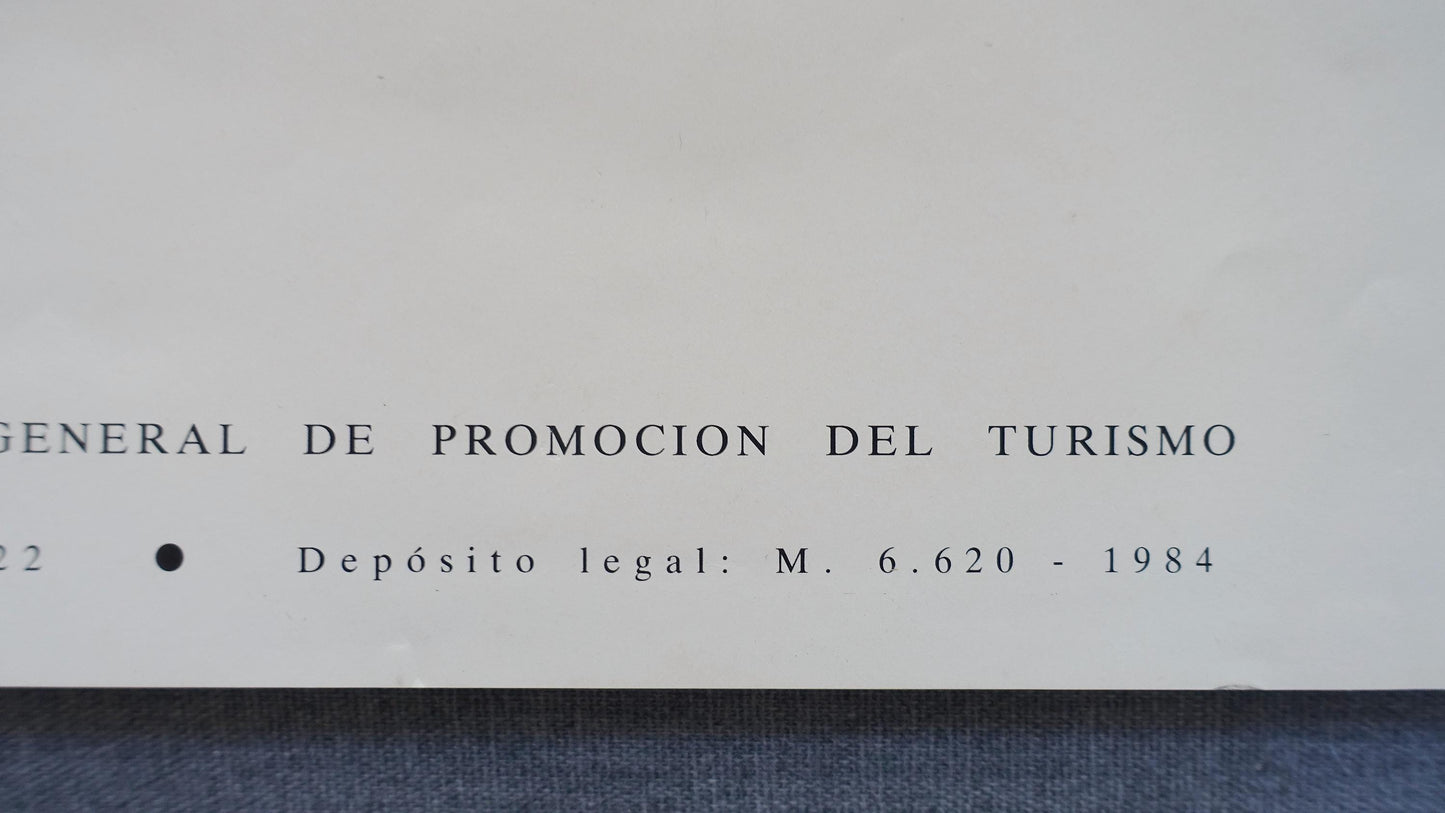 GENERAL DE PROMOCION DEL TURISMO
22 ● Depósito legal: M. 6.620 - 1984